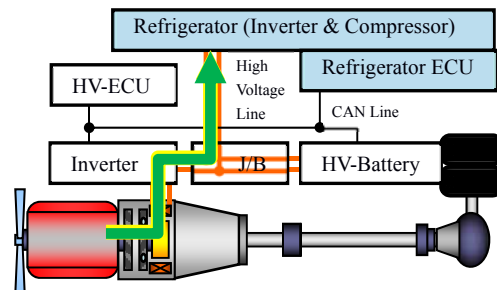 Refrigerator (Inverter & Compressor)
Refrigerator ECU
HV-ECU
High
Voltage
Line
CAN Line
Inverter
J/B
HV-Battery